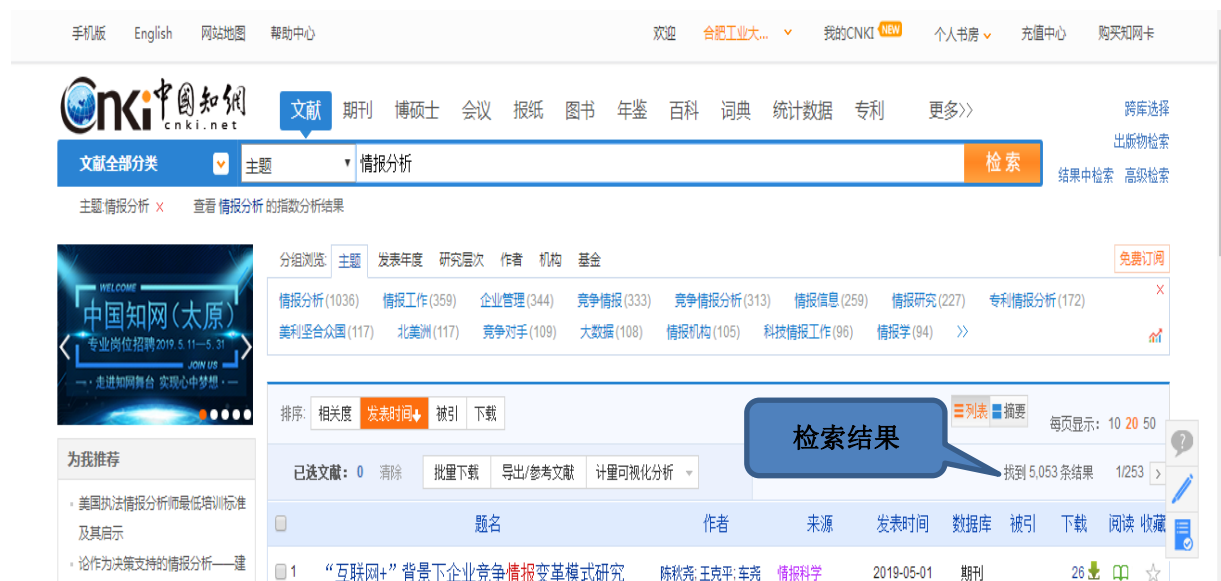 手机版 English 网站地图 帮助中心 欢迎 合肥工业大... 我的CNKI NEW 个人书房 充值中心 购买知网卡
Cnki中国知网
cnki.net
文献 期刊 博硕士 会议 报纸 图书 年鉴 百科 词典 统计数据 专利 更多>>
跨库选择
出版物检索
文献全部分类 主题 情报分析 检索
结果中检索 高级检索
主题:情报分析 × 查看 情报分析 的指数分析结果
WELCOME
中国知网(太原)
专业岗位招聘2019.5.11—5.31
JOIN US
走进知网舞台 实现心中梦想
分组浏览: 主题 发表年度 研究层次 作者 机构 基金 免费订阅
情报分析(1036) 情报工作(359) 企业管理(344) 竞争情报(333) 竞争情报分析(313) 情报信息(259) 情报研究(227) 专利情报分析(172) ×
美利坚合众国(117) 北美洲(117) 竞争对手(109) 大数据(108) 情报机构(105) 科技情报工作(96) 情报学(94) >>
排序: 相关度 发表时间↓ 被引 下载 列表 摘要 每页显示: 10 20 50
检索结果
已选文献: 0 清除 批量下载 导出/参考文献 计量可视化分析 找到 5,053 条结果 1/253 >
题名 作者 来源 发表时间 数据库 被引 下载 阅读 收藏
1 “互联网+”背景下企业竞争情报变革模式研究 陈秋尧;王克平;车尧 情报科学 2019-05-01 期刊 26
为我推荐
美国执法情报分析师最低培训标准
及其启示
论作为决策支持的情报分析——建